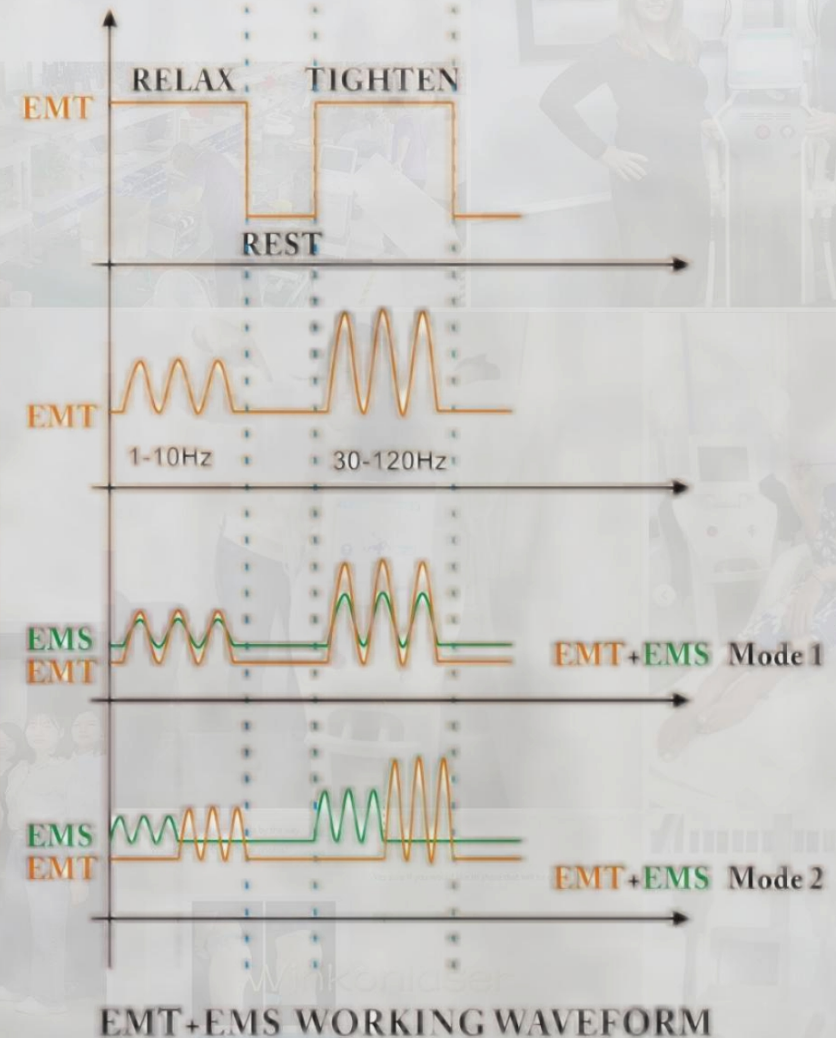 RELAX TIGHTEN
EMT
REST
EMT
1-10Hz 30-120Hz
EMS
EMT
EMT+EMS Mode 1
EMS
EMT
EMT+EMS Mode 2
EMT+EMS WORKING WAVEFORM